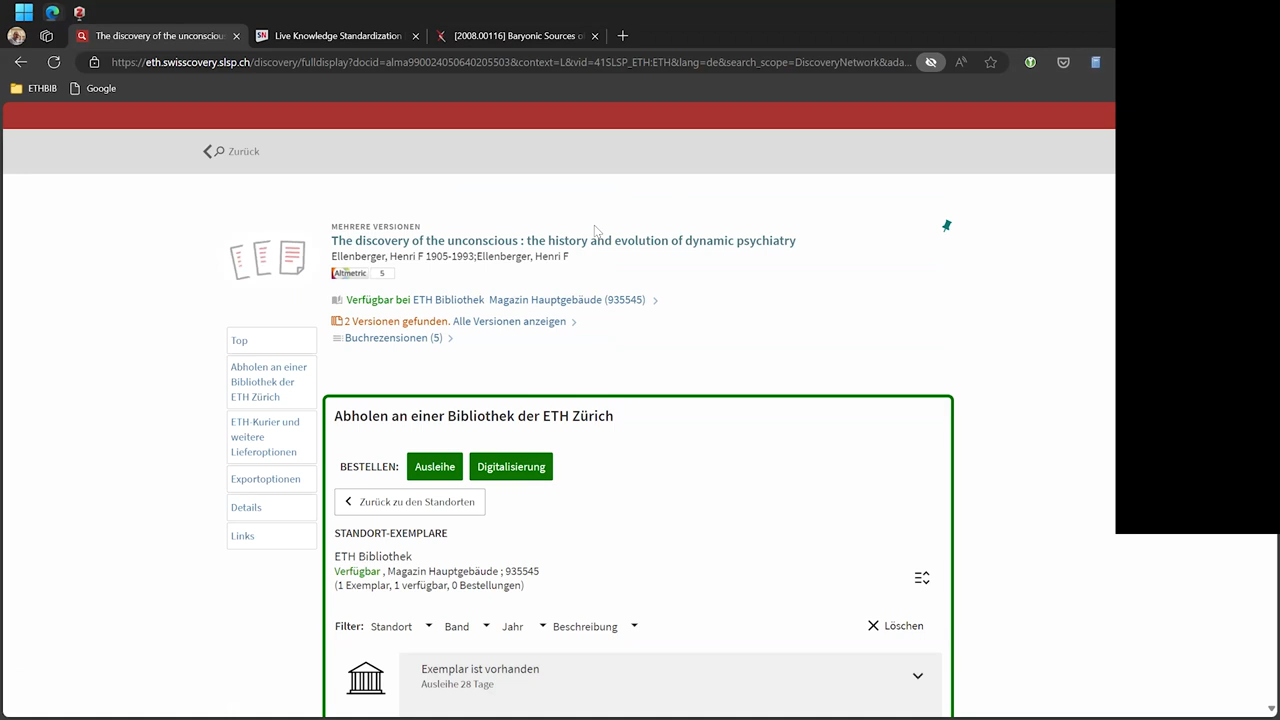 The discovery of the unconsciou
Live Knowledge Standardization
[2008.00116] Baryonic Sources o
https://eth.swisscovery.slsp.ch/discovery/fulldisplay?docid=alma990024050640205503&context=L&vid=41SLSP_ETH:ETH&lang=de&search_scope=DiscoveryNetwork&ada...
ETHBIB Google
Zurück
MEHRERE VERSIONEN
The discovery of the unconscious : the history and evolution of dynamic psychiatry
Ellenberger, Henri F 1905-1993;Ellenberger, Henri F
Altmetric 5
Verfügbar bei ETH Bibliothek Magazin Hauptgebäude (935545)
2 Versionen gefunden. Alle Versionen anzeigen
Buchrezensionen (5)
Top
Abholen an einer
Bibliothek der
ETH Zürich
ETH-Kurier und
weitere
Lieferoptionen
Exportoptionen
Details
Links
Abholen an einer Bibliothek der ETH Zürich
BESTELLEN: Ausleihe Digitalisierung
Zurück zu den Standorten
STANDORT-EXEMPLARE
ETH Bibliothek
Verfügbar , Magazin Hauptgebäude ; 935545
(1 Exemplar, 1 verfügbar, 0 Bestellungen)
Filter: Standort Band Jahr Beschreibung Löschen
Exemplar ist vorhanden
Ausleihe 28 Tage